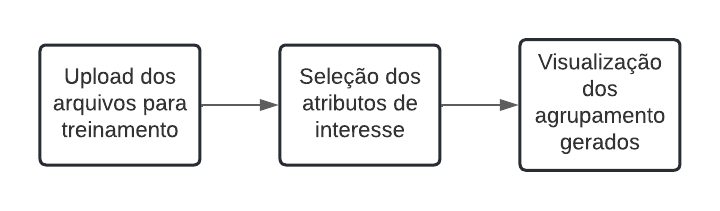 Upload dos
arquivos para
treinamento
Seleção dos
atributos de
interesse
Visualização
dos
agrupamento
gerados